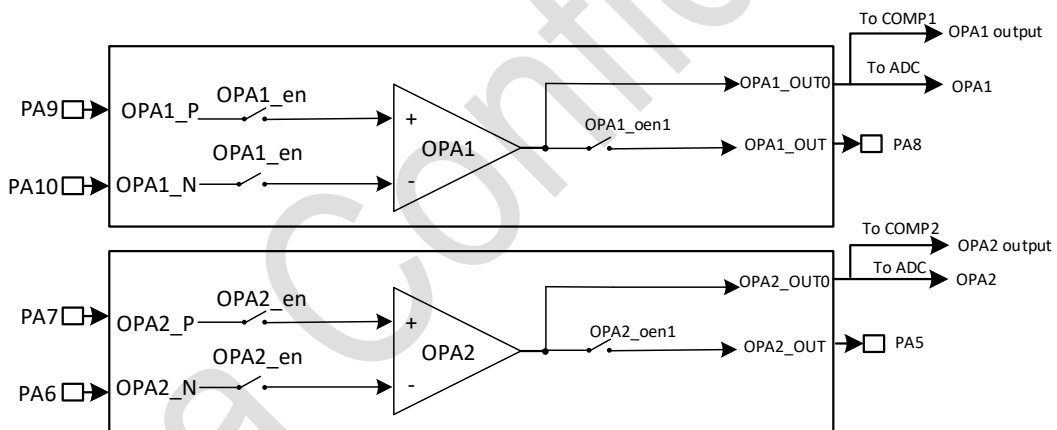 To COMP1
OPA1 output
To ADC
OPA1
PA9
OPA1_P
OPA1_en
+
OPA1
OPA1_OUT0
OPA1_oen1
OPA1_OUT
PA8
OPA1_en
PA10
OPA1_N
-
To COMP2
OPA2 output
To ADC
OPA2
PA7
OPA2_P
OPA2_en
+
OPA2
OPA2_OUT0
OPA2_oen1
OPA2_OUT
PA5
OPA2_en
PA6
OPA2_N
-